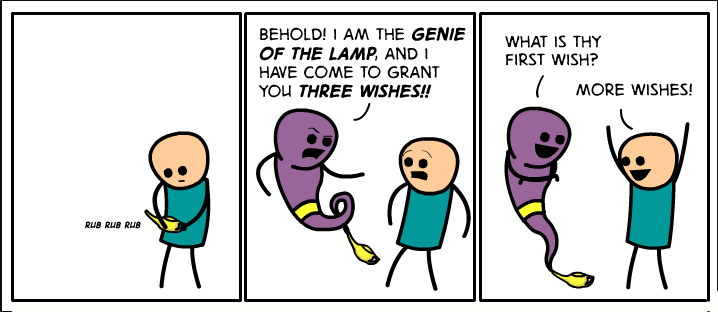 RUB RUB RUB
BEHOLD! I AM THE GENIE
OF THE LAMP, AND I
HAVE COME TO GRANT
YOU THREE WISHES!!
WHAT IS THY
FIRST WISH?
MORE WISHES!